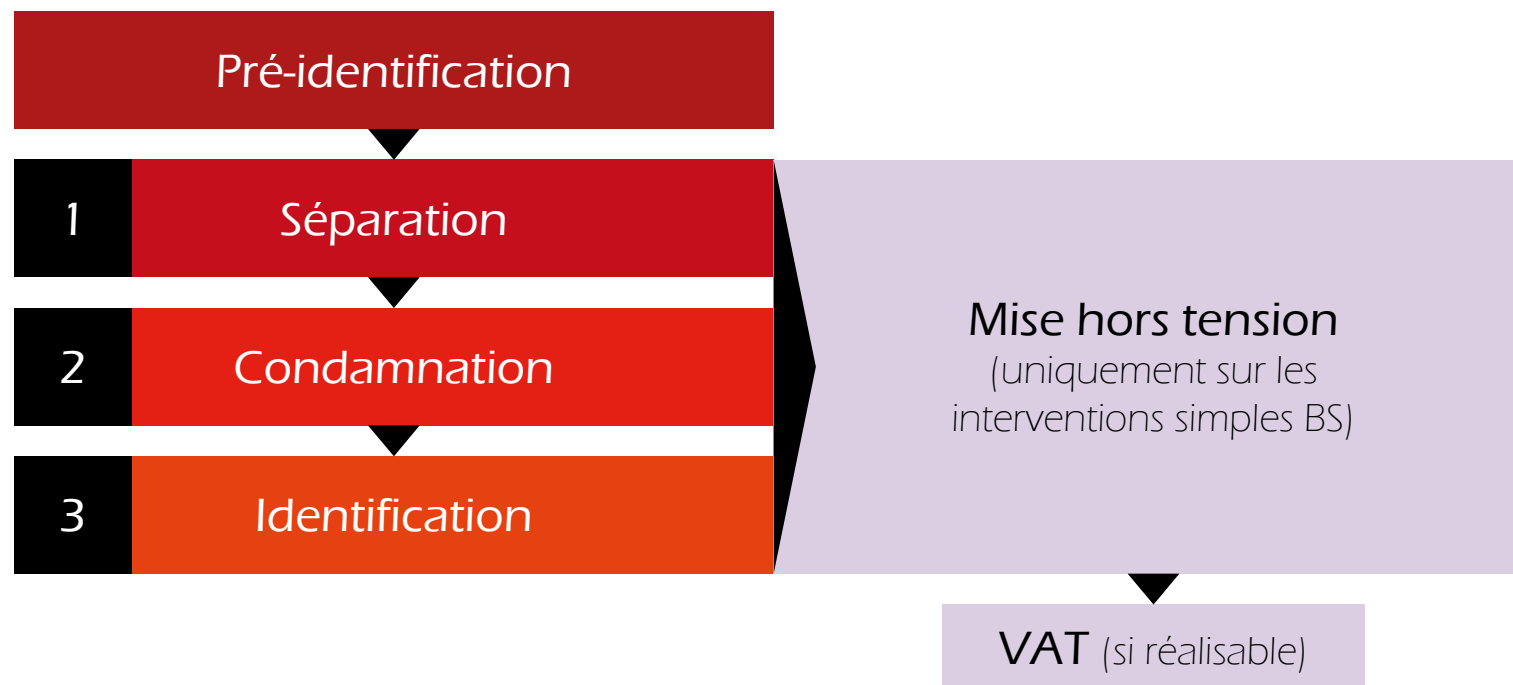 Pré-identification
1 Séparation
2 Condamnation
3 Identification
Mise hors tension
(uniquement sur les
interventions simples BS)
VAT (si réalisable)